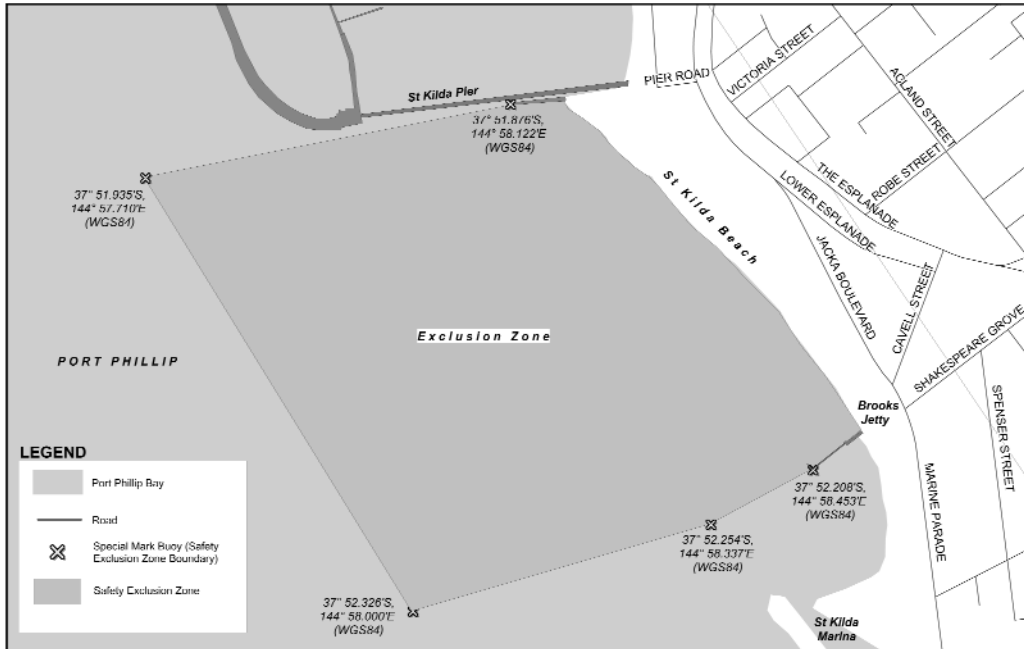 St Kilda Pier
PIER ROAD
VICTORIA STREET
ACLAND STREET
37° 51.876'S,
144° 58.122'E
(WGS84)
37° 51.935'S,
144° 57.710'E
(WGS84)
St Kilda Beach
THE ESPLANADE
ROBE STREET
LOWER ESPLANADE
JACKA BOULEVARD
CAVELL STREET
SHAKESPEARE GROVE
SPENSER STREET
Exclusion Zone
PORT PHILLIP
Brooks
Jetty
MARINE PARADE
37° 52.208'S,
144° 58.453'E
(WGS84)
37° 52.254'S,
144° 58.337'E
(WGS84)
37° 52.326'S,
144° 58.000'E
(WGS84)
St Kilda
Marina
LEGEND
Port Phillip Bay
Road
Special Mark Buoy (Safety
Exclusion Zone Boundary)
Safety Exclusion Zone